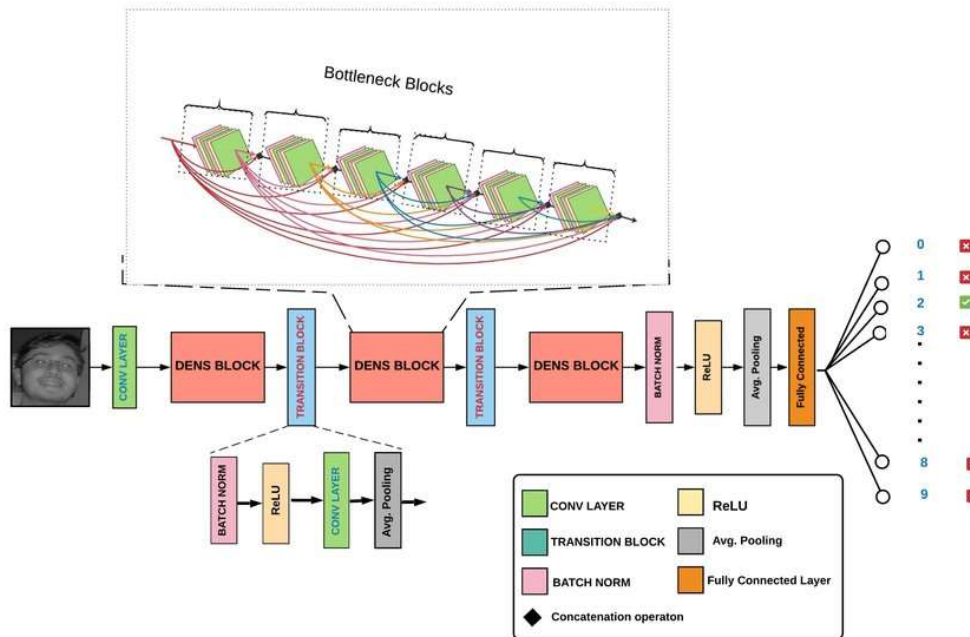 Bottleneck Blocks
CONV LAYER
DENS BLOCK
TRANSITION BLOCK
DENS BLOCK
TRANSITION BLOCK
DENS BLOCK
BATCH NORM
ReLU
Avg. Pooling
Fully Connected
0
1
2
3
8
9
BATCH NORM
ReLU
CONV LAYER
Avg. Pooling
CONV LAYER
ReLU
TRANSITION BLOCK
Avg. Pooling
BATCH NORM
Fully Connected Layer
Concatenation operaton